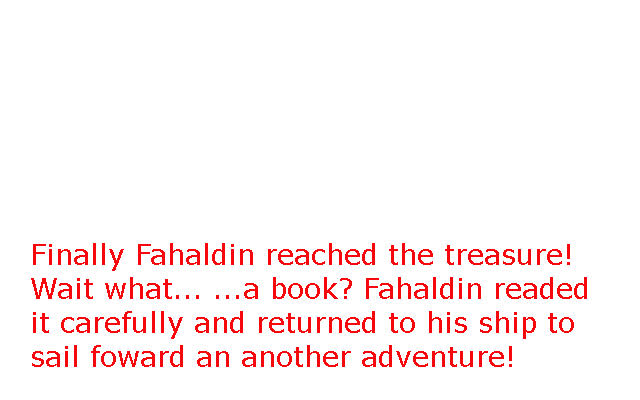 Finally Fahaldin reached the treasure!
Wait what... ...a book? Fahaldin readed
it carefully and returned to his ship to
sail foward an another adventure!